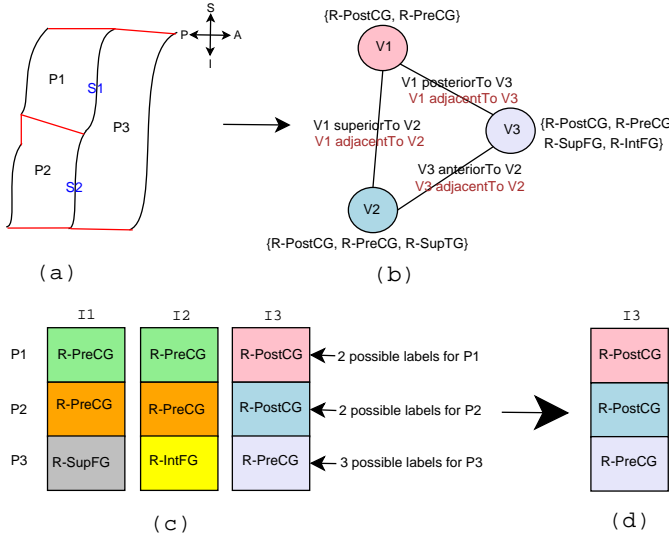 S
P A
I
P1
S1
P3
P2
S2
(a)
{R-PostCG, R-PreCG}
V1
V1 posteriorTo V3
V1 adjacentTo V3
V1 superiorTo V2
V1 adjacentTo V2
V3
{R-PostCG, R-PreCG
R-SupFG, R-IntFG}
V3 anteriorTo V2
V3 adjacentTo V2
V2
{R-PostCG, R-PreCG, R-SupTG}
(b)
I1 I2 I3
P1 R-PreCG R-PreCG R-PostCG 2 possible labels for P1
P2 R-PreCG R-PreCG R-PostCG 2 possible labels for P2
P3 R-SupFG R-IntFG R-PreCG 3 possible labels for P3
(c)
I3
R-PostCG
R-PostCG
R-PreCG
(d)